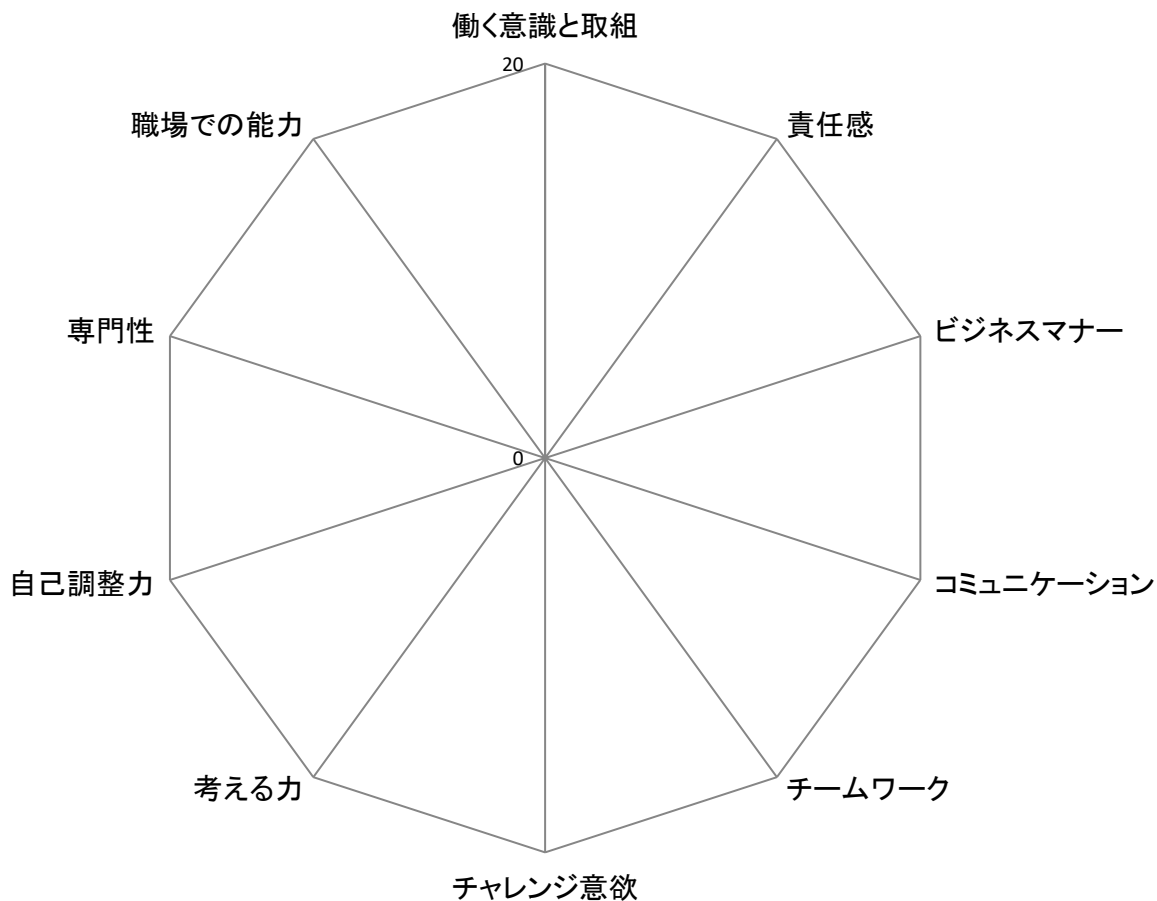 働く意識と取組
20
職場での能力
責任感
専門性
ビジネスマナー
0
自己調整力
コミュニケーション
考える力
チームワーク
チャレンジ意欲